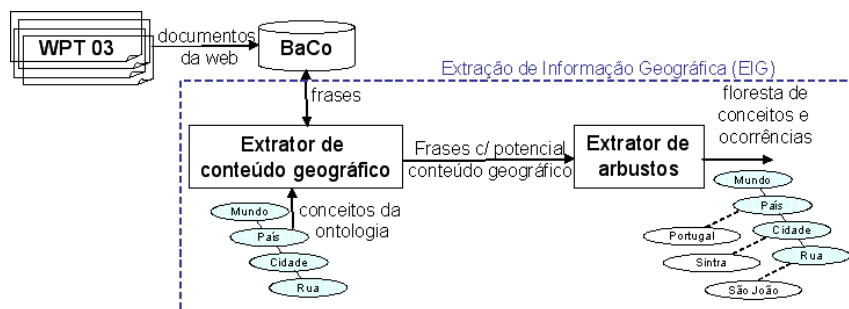 WPT 03
documentos
da web
BaCo
Extração de Informação Geográfica (EIG)
frases
floresta de
conceitos e
ocorrências
Extrator de
conteúdo geográfico
Frases c/ potencial
conteúdo geográfico
Extrator de
arbustos
conceitos da
ontologia
Mundo
País
Cidade
Rua
Mundo
País
Portugal
Cidade
Sintra
Rua
São João